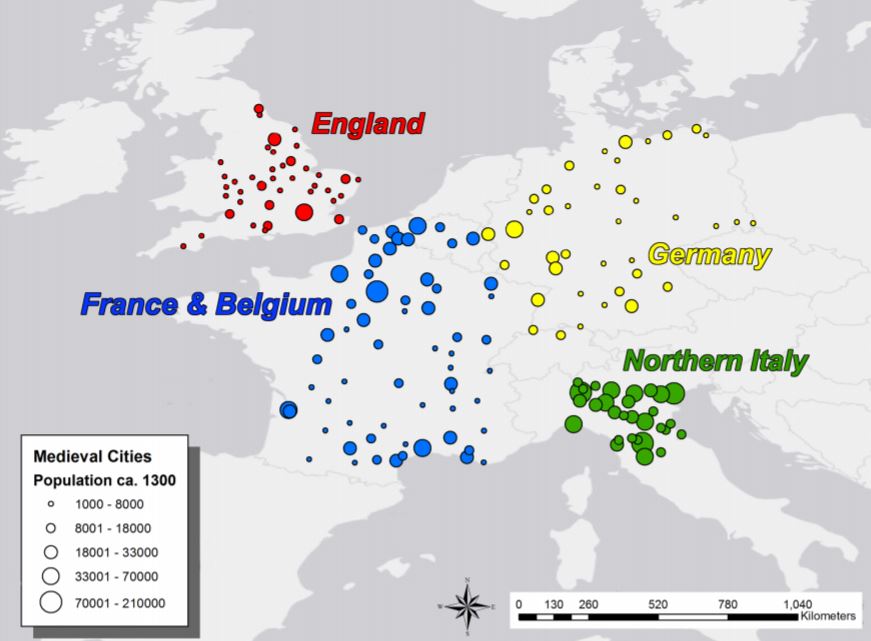 England
Germany
France & Belgium
Northern Italy
Medieval Cities
Population ca. 1300
1000 - 8000
8001 - 18000
18001 - 33000
33001 - 70000
70001 - 210000
N
W E
S
0 130 260 520 780 1,040
Kilometers